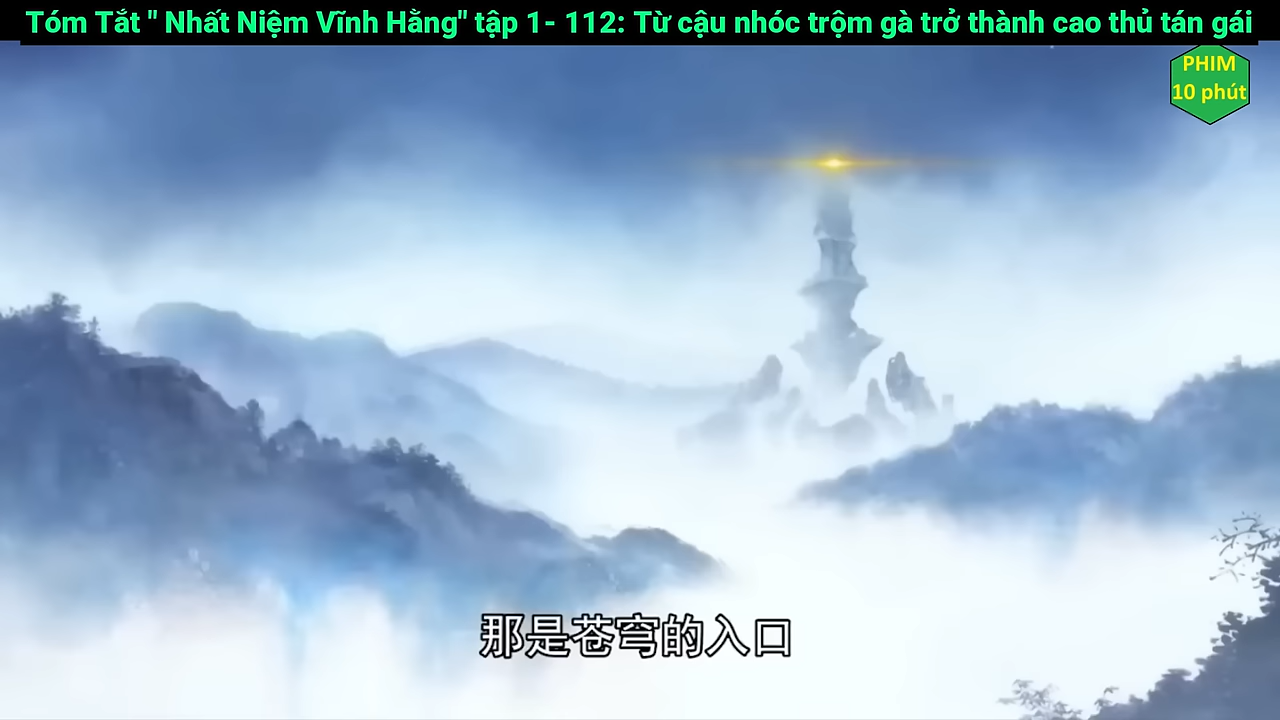 Tóm Tắt " Nhất Niệm Vĩnh Hằng" tập 1- 112: Từ cậu nhóc trộm gà trở thành cao thủ tán gái
PHIM
10 phút
那是苍穹的入口